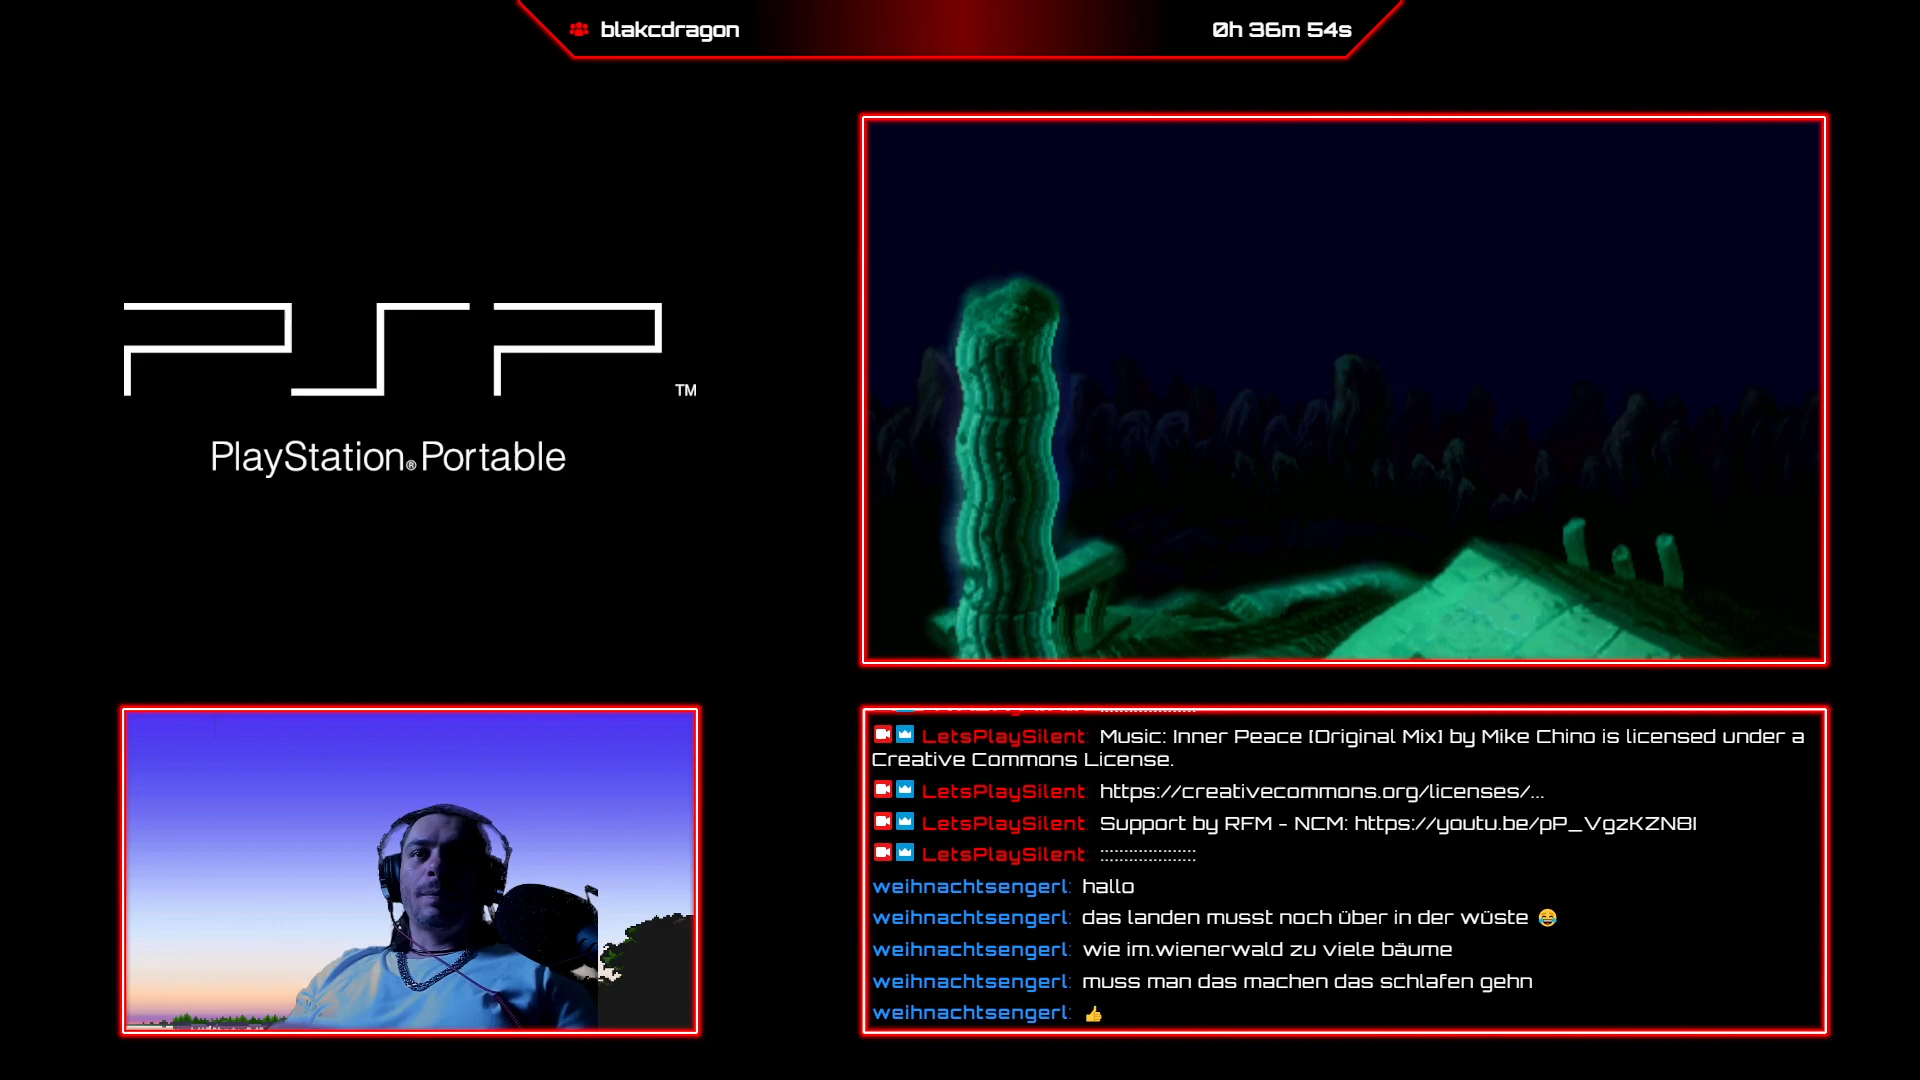 blakcdragon
0h 36m 54s
PSP
TM
PlayStation® Portable
LetsPlaySilent: Music: Inner Peace [Original Mix] by Mike Chino is licensed under a
Creative Commons License.
LetsPlaySilent: https://creativecommons.org/licenses/...
LetsPlaySilent: Support by RFM - NCM: https://youtu.be/pP_VgzKZN8I
LetsPlaySilent: ::::::::::::::::::::
weihnachtsengerl: hallo
weihnachtsengerl: das landen musst noch über in der wüste 😂
weihnachtsengerl: wie im.wienerwald zu viele bäume
weihnachtsengerl: muss man das machen das schlafen gehn
weihnachtsengerl: 👍